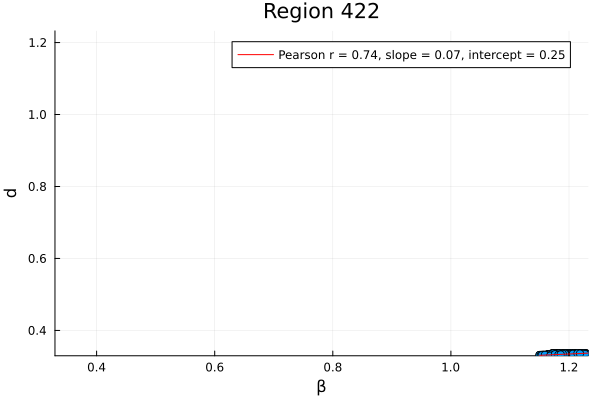 Region 422
Pearson r = 0.74, slope = 0.07, intercept = 0.25
d
1.2
1.0
0.8
0.6
0.4
0.4 0.6 0.8 1.0 1.2
β